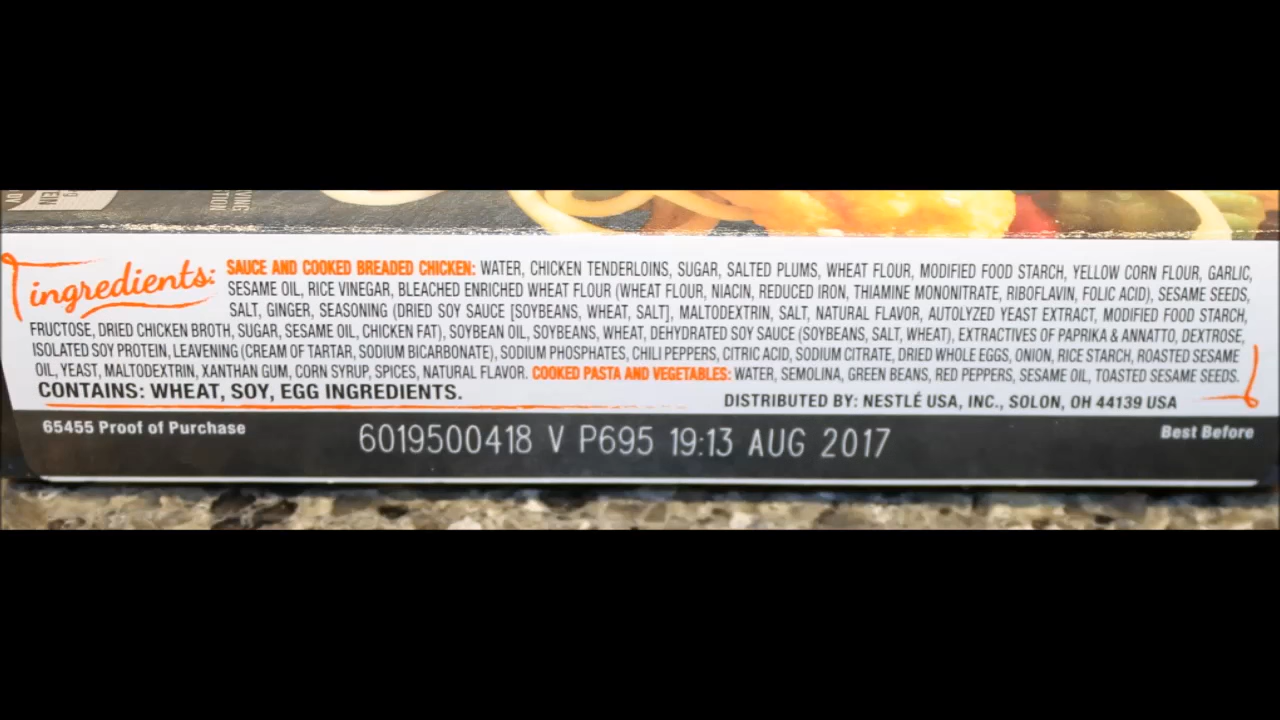 Ingredients: SAUCE AND COOKED BREADED CHICKEN: WATER, CHICKEN TENDERLOINS, SUGAR, SALTED PLUMS, WHEAT FLOUR, MODIFIED FOOD STARCH, YELLOW CORN FLOUR, GARLIC,
SESAME OIL, RICE VINEGAR, BLEACHED ENRICHED WHEAT FLOUR (WHEAT FLOUR, NIACIN, REDUCED IRON, THIAMINE MONONITRATE, RIBOFLAVIN, FOLIC ACID), SESAME SEEDS,
SALT, GINGER, SEASONING (DRIED SOY SAUCE [SOYBEANS, WHEAT, SALT], MALTODEXTRIN, SALT, NATURAL FLAVOR, AUTOLYZED YEAST EXTRACT, MODIFIED FOOD STARCH,
FRUCTOSE, DRIED CHICKEN BROTH, SUGAR, SESAME OIL, CHICKEN FAT), SOYBEAN OIL, SOYBEANS, WHEAT, DEHYDRATED SOY SAUCE (SOYBEANS, SALT, WHEAT), EXTRACTIVES OF PAPRIKA & ANNATTO, DEXTROSE,
ISOLATED SOY PROTEIN, LEAVENING (CREAM OF TARTAR, SODIUM BICARBONATE), SODIUM PHOSPHATES, CHILI PEPPERS, CITRIC ACID, SODIUM CITRATE, DRIED WHOLE EGGS, ONION, RICE STARCH, ROASTED SESAME
OIL, YEAST, MALTODEXTRIN, XANTHAN GUM, CORN SYRUP, SPICES, NATURAL FLAVOR. COOKED PASTA AND VEGETABLES: WATER, SEMOLINA, GREEN BEANS, RED PEPPERS, SESAME OIL, TOASTED SESAME SEEDS.
CONTAINS: WHEAT, SOY, EGG INGREDIENTS.
DISTRIBUTED BY: NESTLÉ USA, INC., SOLON, OH 44139 USA
65455 Proof of Purchase
6019500418 V P695 19:13 AUG 2017
Best Before